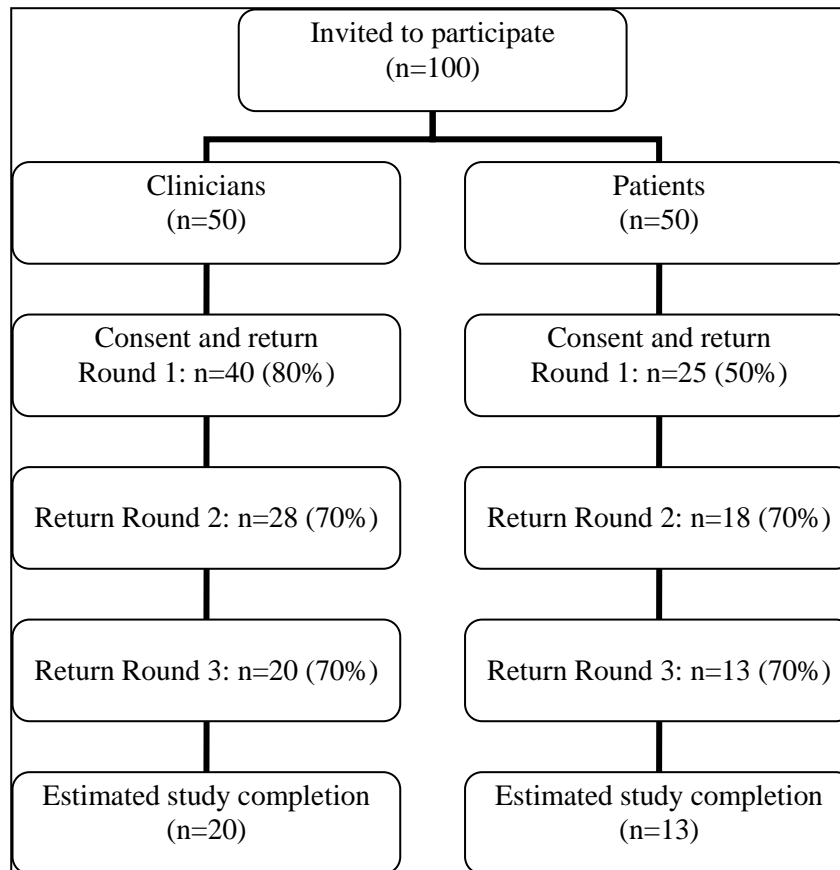 Invited to participate
(n=100)
Clinicians
(n=50)
Patients
(n=50)
Consent and return
Round 1: n=40 (80%)
Consent and return
Round 1: n=25 (50%)
Return Round 2: n=28 (70%)
Return Round 2: n=18 (70%)
Return Round 3: n=20 (70%)
Return Round 3: n=13 (70%)
Estimated study completion
(n=20)
Estimated study completion
(n=13)